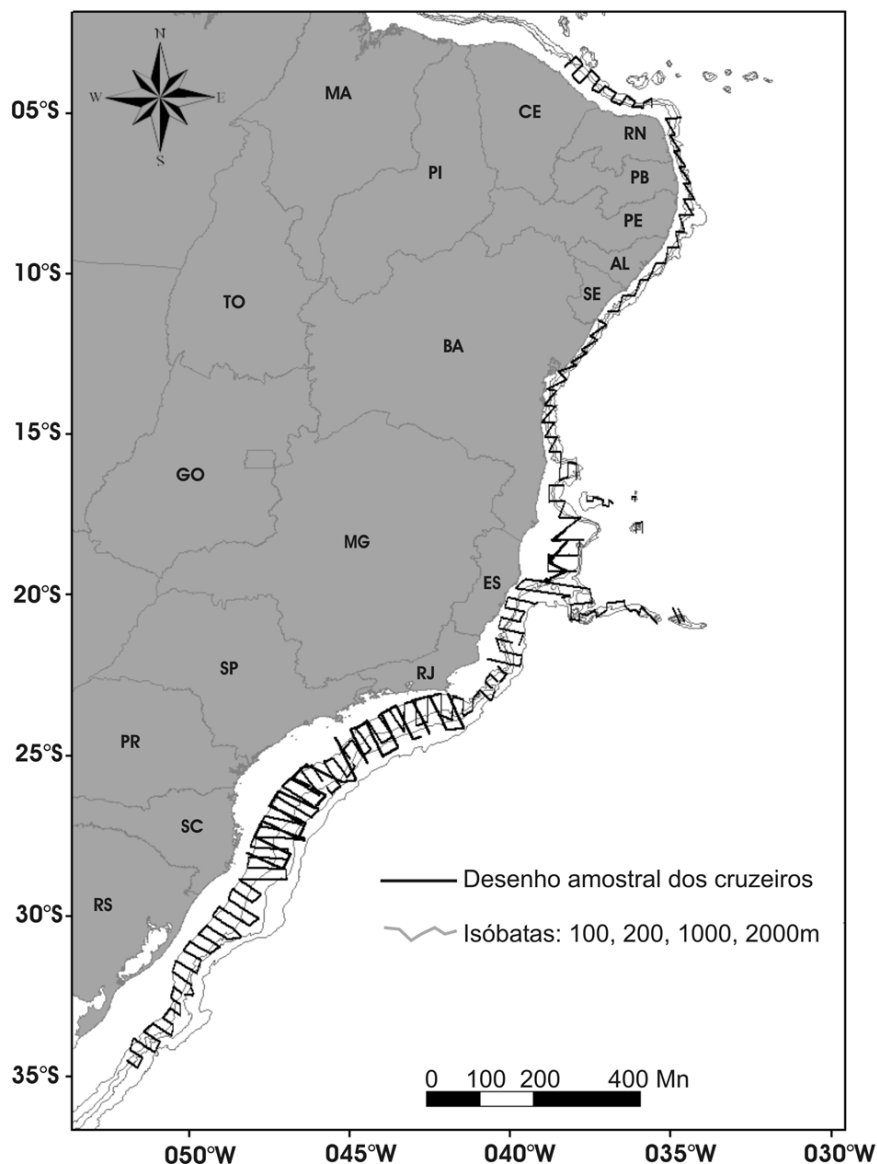 N
W E
S
MA
CE
05°S
RN
PI
PB
PE
AL
10°S
SE
TO
BA
15°S
GO
MG
ES
20°S
SP
RJ
PR
25°S
SC
Desenho amostral dos cruzeiros
RS
30°S
Isóbatas: 100, 200, 1000, 2000m
35°S
0 100 200 400 Mn
050°W 045°W 040°W 035°W 030°W